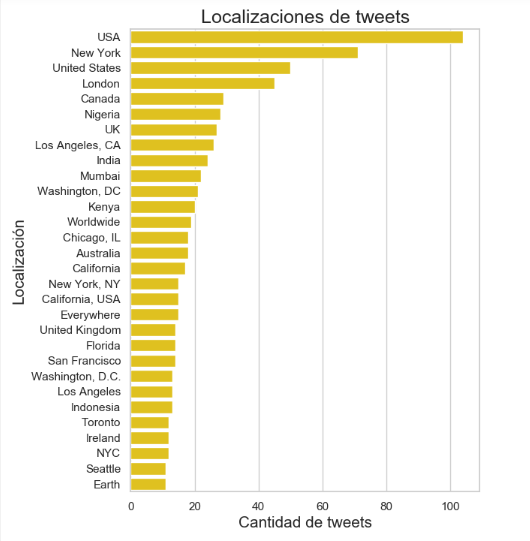 Localizaciones de tweets
USA
New York
United States
London
Canada
Nigeria
UK
Los Angeles, CA
India
Mumbai
Washington, DC
Kenya
Worldwide
Chicago, IL
Australia
California
New York, NY
California, USA
Everywhere
United Kingdom
Florida
San Francisco
Washington, D.C.
Los Angeles
Indonesia
Toronto
Ireland
NYC
Seattle
Earth
Localización
0 20 40 60 80 100
Cantidad de tweets